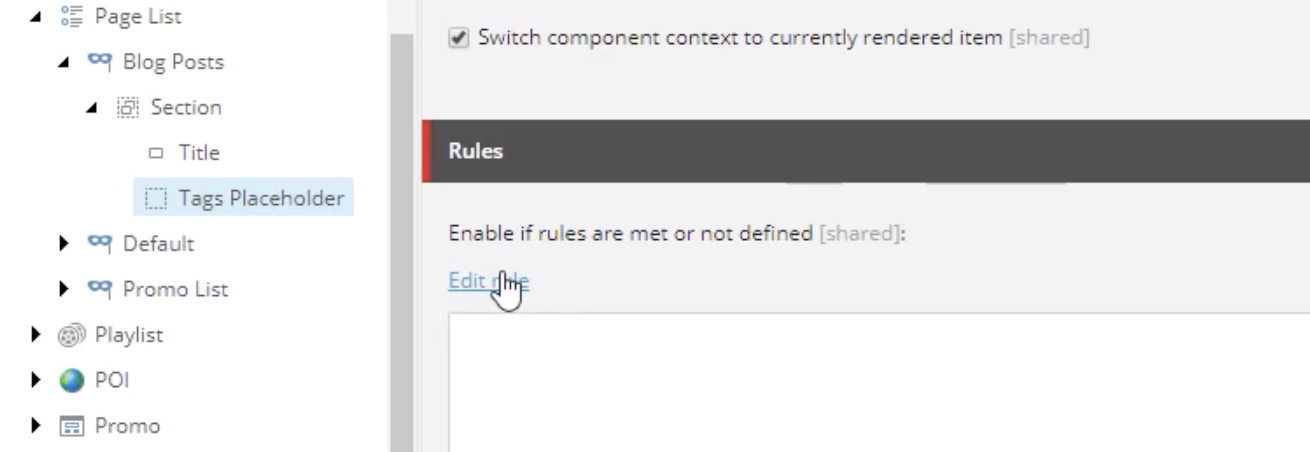 Page List
Blog Posts
Section
Title
Tags Placeholder
Default
Promo List
Playlist
POI
Promo
Switch component context to currently rendered item [shared]
Rules
Enable if rules are met or not defined [shared]:
Edit rule